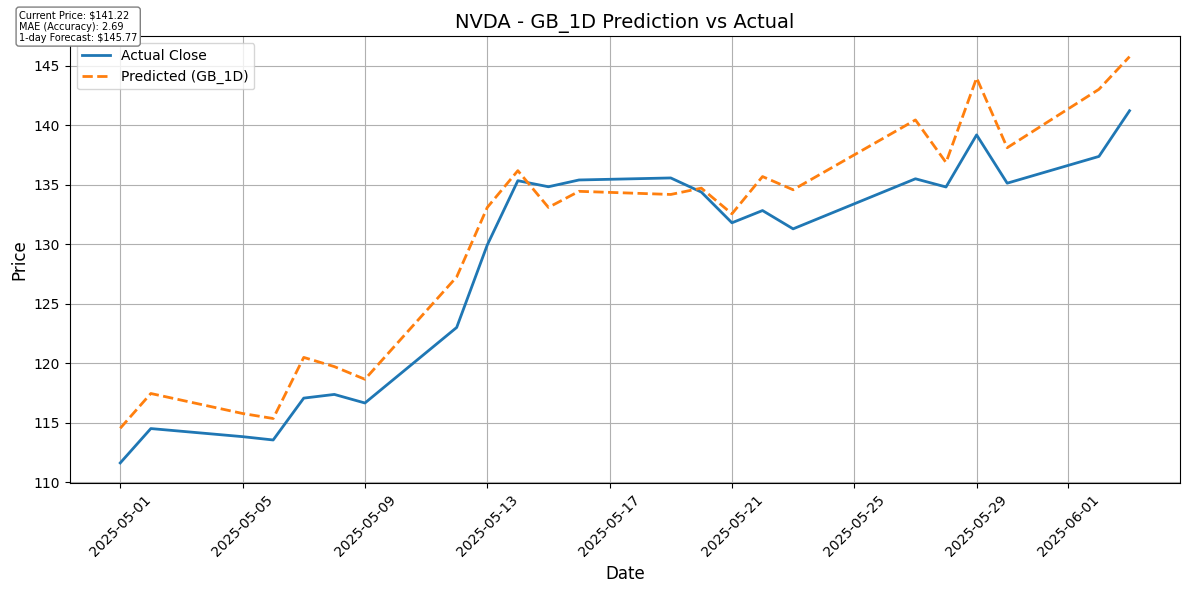 Current Price: $141.22
MAE (Accuracy): 2.69
1-day Forecast: $145.77
NVDA - GB_1D Prediction vs Actual
Actual Close
Predicted (GB_1D)
Price
145
140
135
130
125
120
115
110
2025-05-01
2025-05-05
2025-05-09
2025-05-13
2025-05-17
2025-05-21
2025-05-25
2025-05-29
2025-06-01
Date